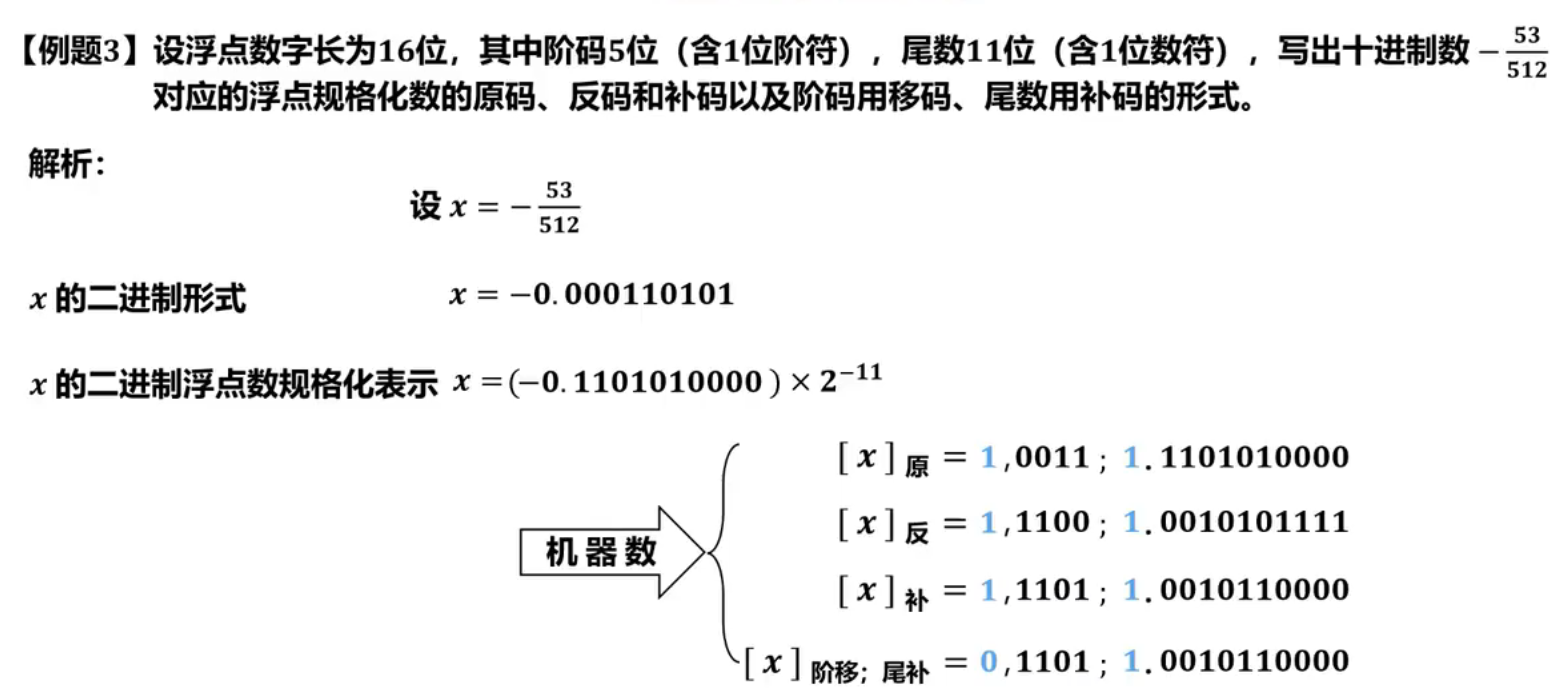 【例题3】设浮点数字长为16位，其中阶码5位（含1位阶符），尾数11位（含1位数符），写出十进制数 −53/512
对应的浮点规格化数的原码、反码和补码以及阶码用移码、尾数用补码的形式。
解析：
设 x = −53/512
x 的二进制形式 x = −0.000110101
x 的二进制浮点数规格化表示 x =(−0.1101010000) × 2^−11
[x]原 = 1,0011; 1.1101010000
[x]反 = 1,1100; 1.0010101111
机器数
[x]补 = 1,1101; 1.0010110000
[x]阶移；尾补 = 0,1101; 1.0010110000